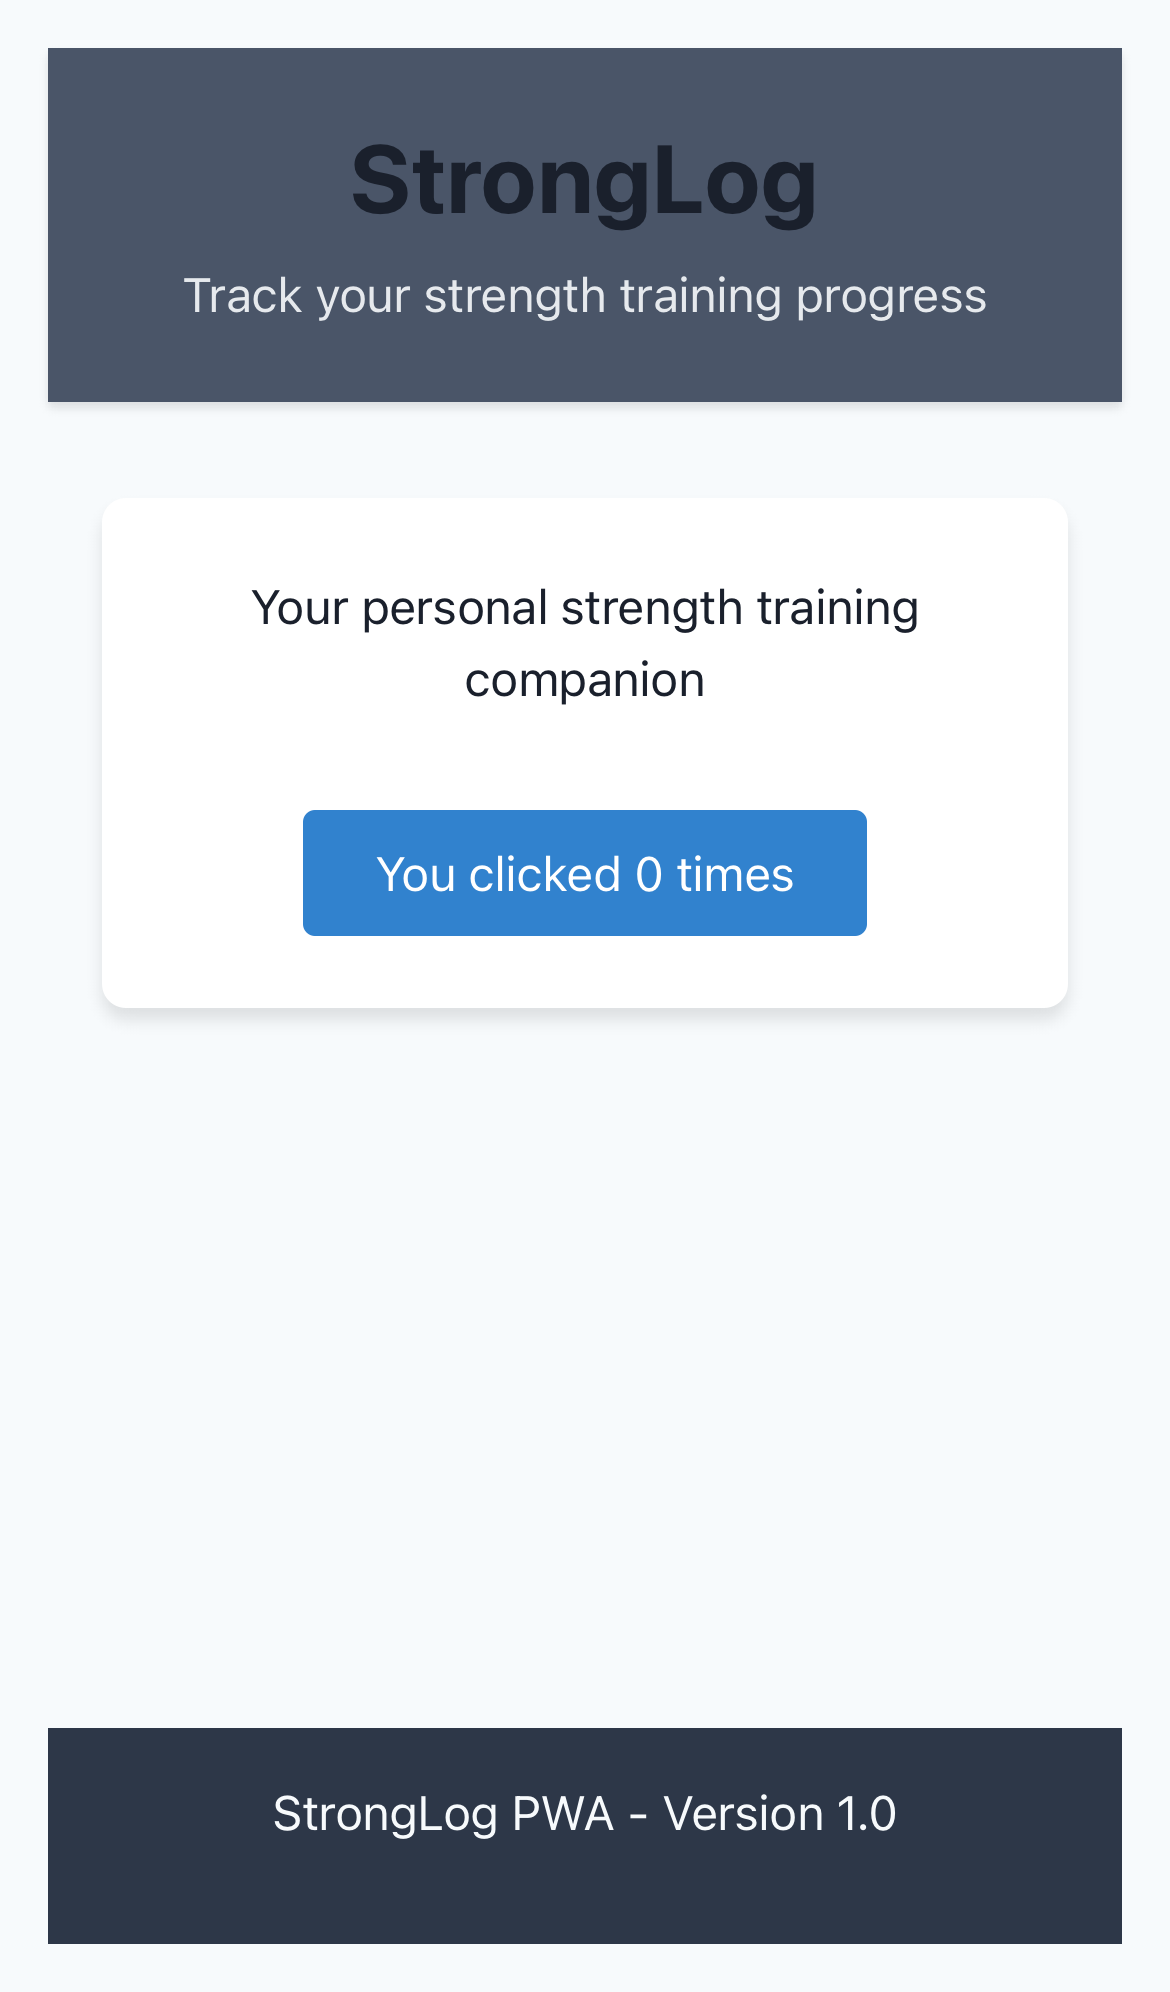 StrongLog
Track your strength training progress
Your personal strength training
companion
You clicked 0 times
StrongLog PWA - Version 1.0